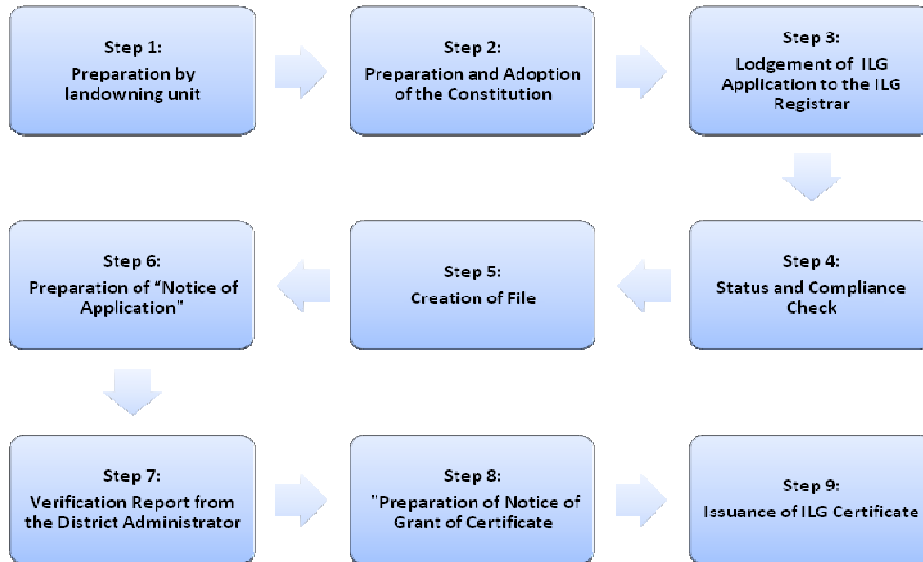 Step 1:
Preparation by
landowning unit
Step 2:
Preparation and Adoption
of the Constitution
Step 3:
Lodgement of ILG
Application to the ILG
Registrar
Step 4:
Status and Compliance
Check
Step 5:
Creation of File
Step 6:
Preparation of “Notice of
Application"
Step 7:
Verification Report from
the District Administrator
Step 8:
"Preparation of Notice of
Grant of Certificate
Step 9:
Issuance of ILG Certificate